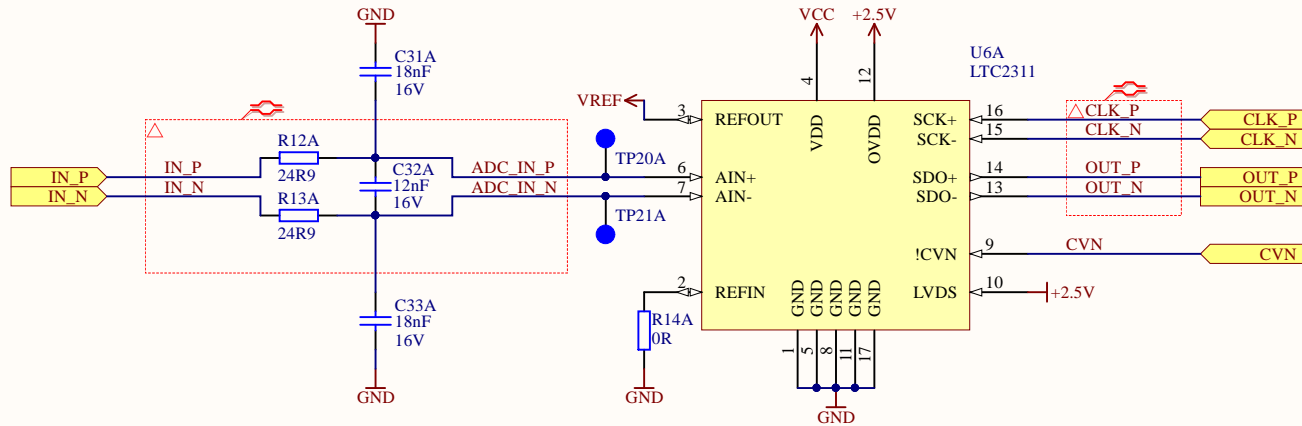 GND
C31A
18nF
16V
R12A
24R9
IN_P
IN_P
IN_N
IN_N
R13A
24R9
C32A
12nF
16V
ADC_IN_P
ADC_IN_N
C33A
18nF
16V
GND
VREF
TP20A
TP21A
R14A
0R
GND
VCC
+2.5V
U6A
LTC2311
4
12
3
REFOUT
VDD
OVDD
6
AIN+
7
AIN-
2
REFIN
GND
GND
GND
GND
GND
1
5
8
11
17
GND
SCK+
16
CLK_P
CLK_P
SCK-
15
CLK_N
CLK_N
SDO+
14
OUT_P
OUT_P
SDO-
13
OUT_N
OUT_N
!CVN
9
CVN
CVN
LVDS
10
+2.5V